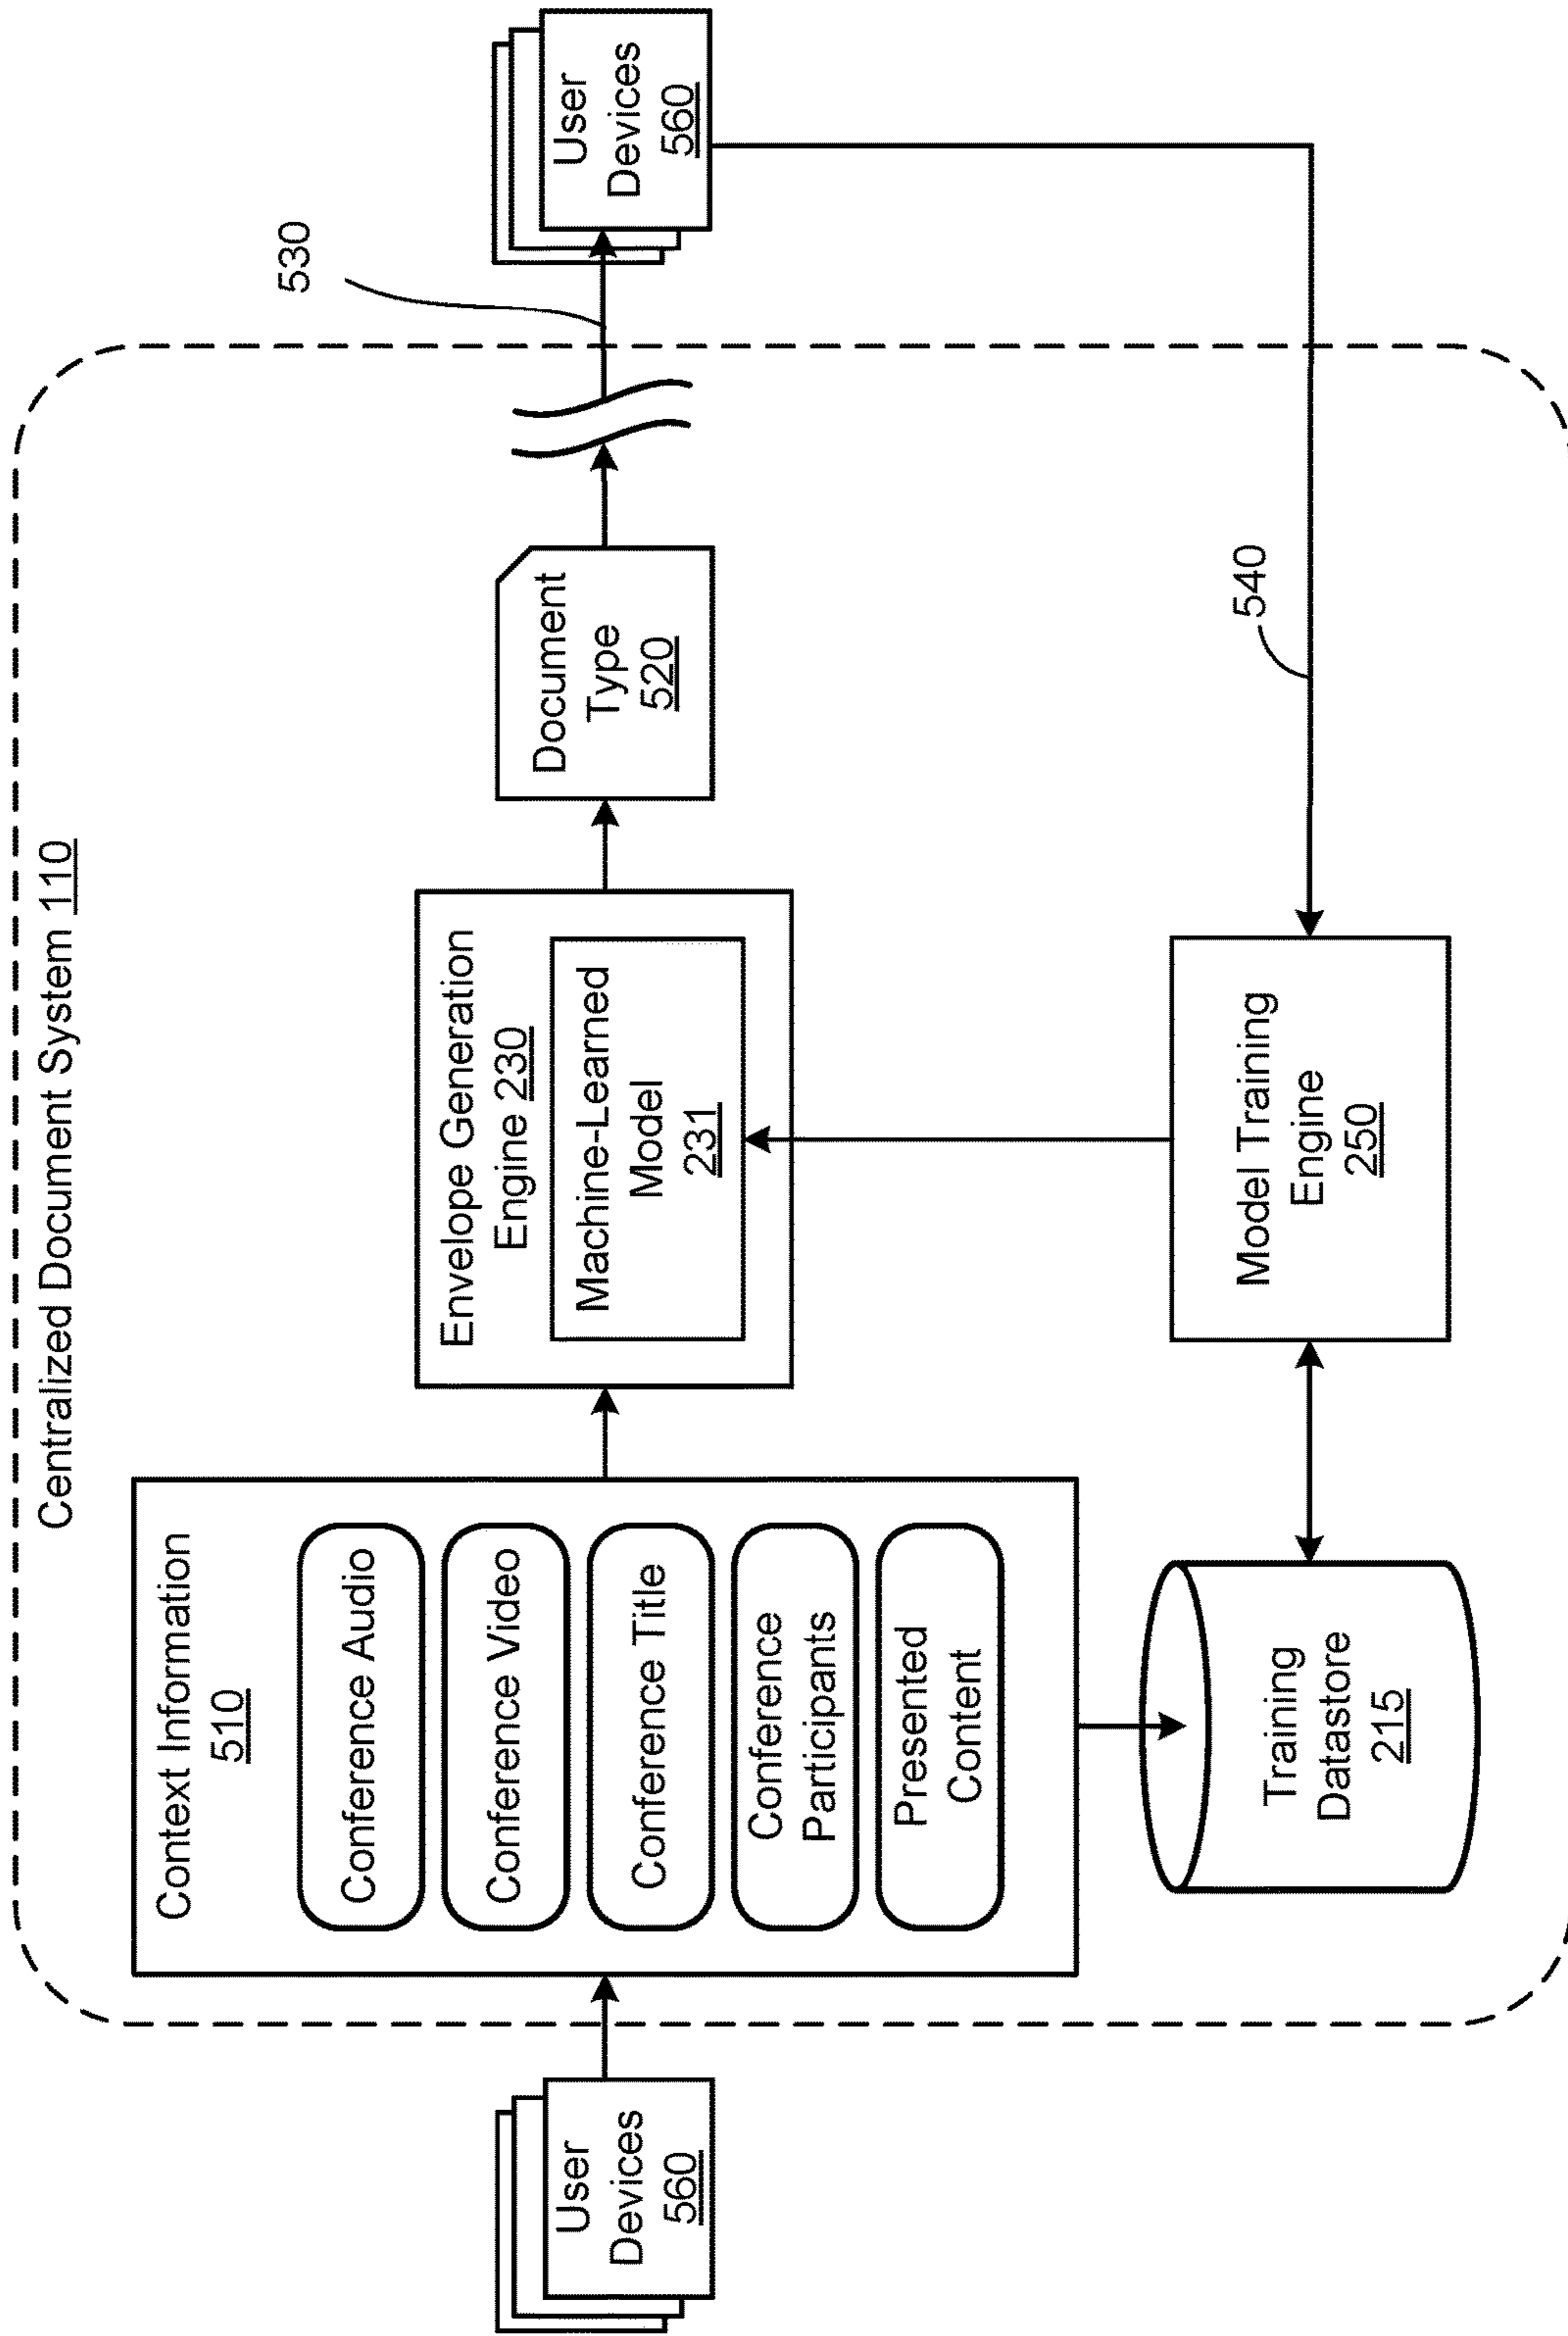 Centralized Document System 110
User
Devices
560
Context Information
510
Conference Audio
Conference Video
Conference Title
Conference
Participants
Presented
Content
Envelope Generation
Engine 230
Machine-Learned
Model
231
Document
Type
520
530
User
Devices
560
Training
Datastore
215
Model Training
Engine
250
540